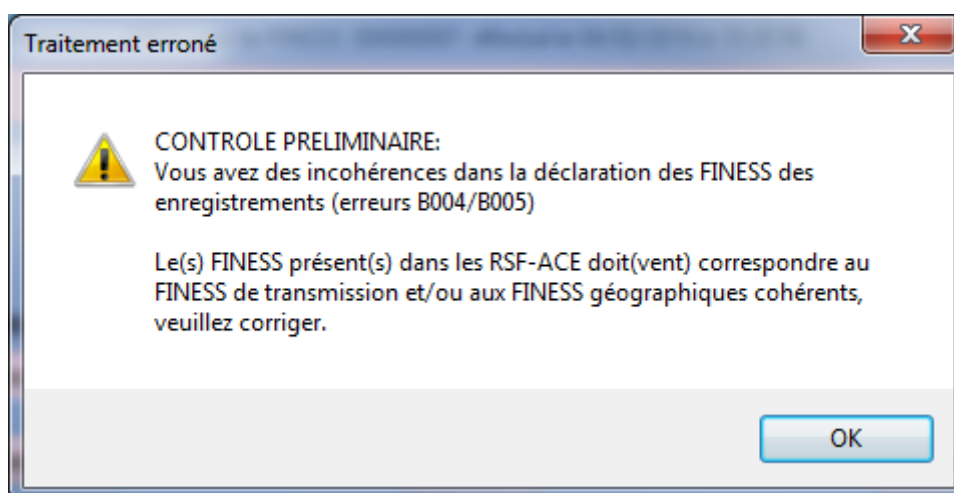 Traitement erroné
CONTROLE PRELIMINAIRE:
Vous avez des incohérences dans la déclaration des FINESS des
enregistrements (erreurs B004/B005)
Le(s) FINESS présent(s) dans les RSF-ACE doit(vent) correspondre au
FINESS de transmission et/ou aux FINESS géographiques cohérents,
veuillez corriger.
OK